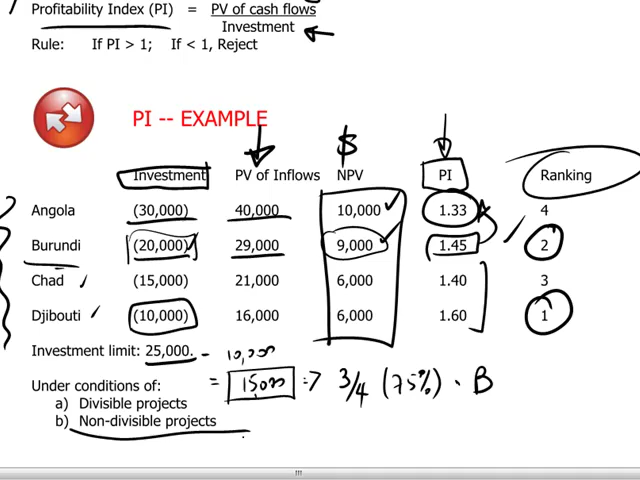 Profitability Index (PI) = PV of cash flows
Investment
Rule: If PI > 1; If < 1, Reject
PI -- EXAMPLE
$
Investment PV of Inflows NPV PI Ranking
Angola (30,000) 40,000 10,000 1.33 4
Burundi (20,000) 29,000 9,000 1.45 2
Chad (15,000) 21,000 6,000 1.40 3
Djibouti (10,000) 16,000 6,000 1.60 1
Investment limit: 25,000. - 10,000
= 15,000 => 3/4 (75%) . B
Under conditions of:
a) Divisible projects
b) Non-divisible projects